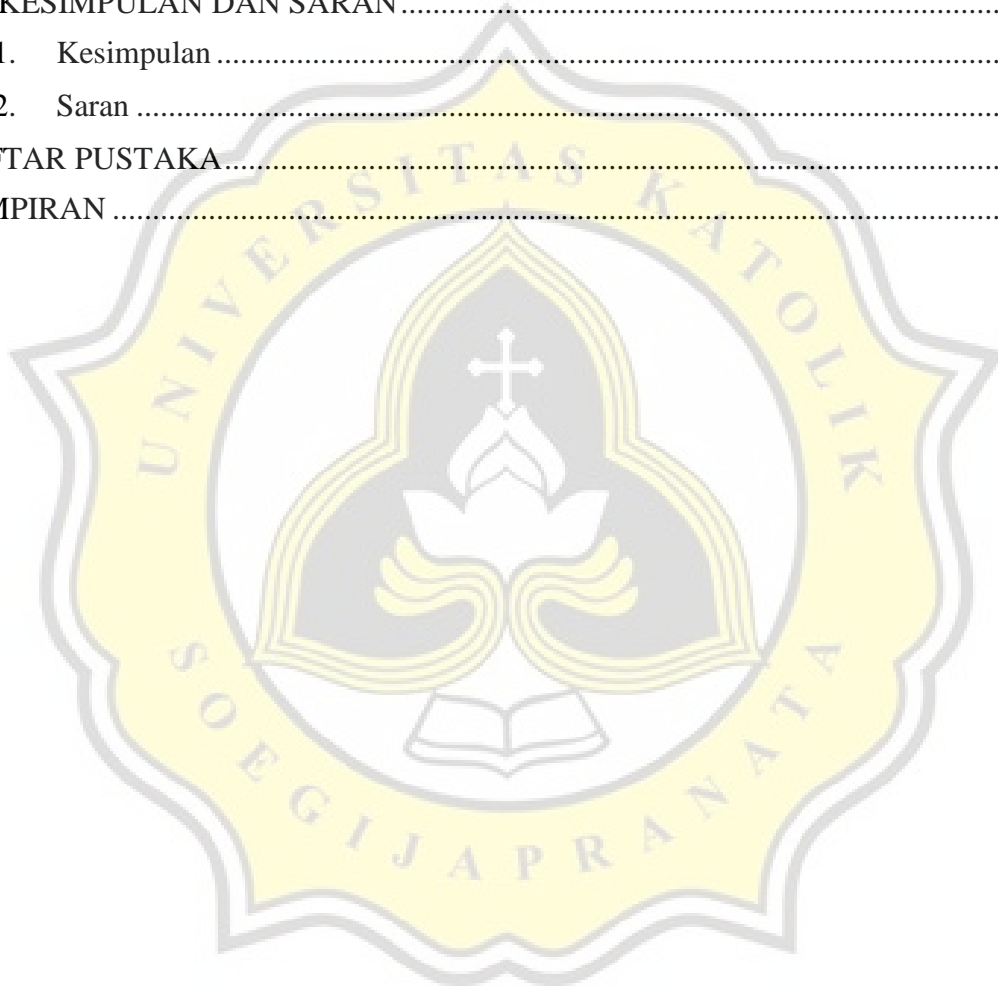 KESIMPULAN DAN SARAN
1. Kesimpulan
2. Saran
TAR PUSTAKA
MPIRAN
UNIVERSITAS KATOLIK
SOEGIJAPRANATA